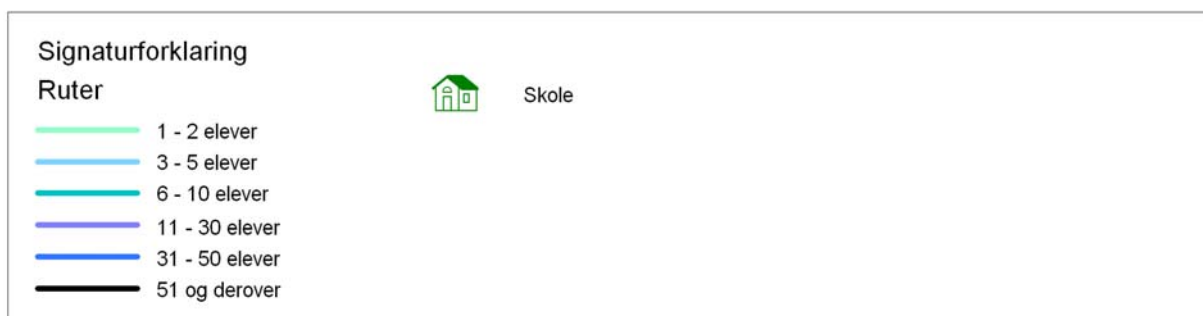 Signaturforklaring
Ruter
Skole
1 - 2 elever
3 - 5 elever
6 - 10 elever
11 - 30 elever
31 - 50 elever
51 og derover